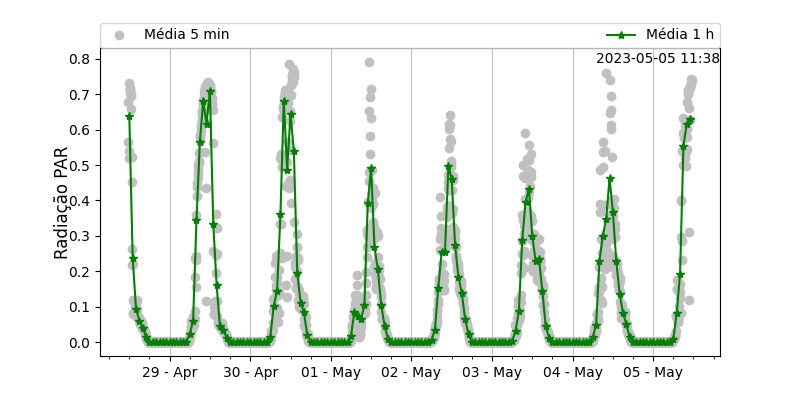 Média 5 min
Média 1 h
2023-05-05 11:38
Radiação PAR
0.8
0.7
0.6
0.5
0.4
0.3
0.2
0.1
0.0
29 - Apr
30 - Apr
01 - May
02 - May
03 - May
04 - May
05 - May